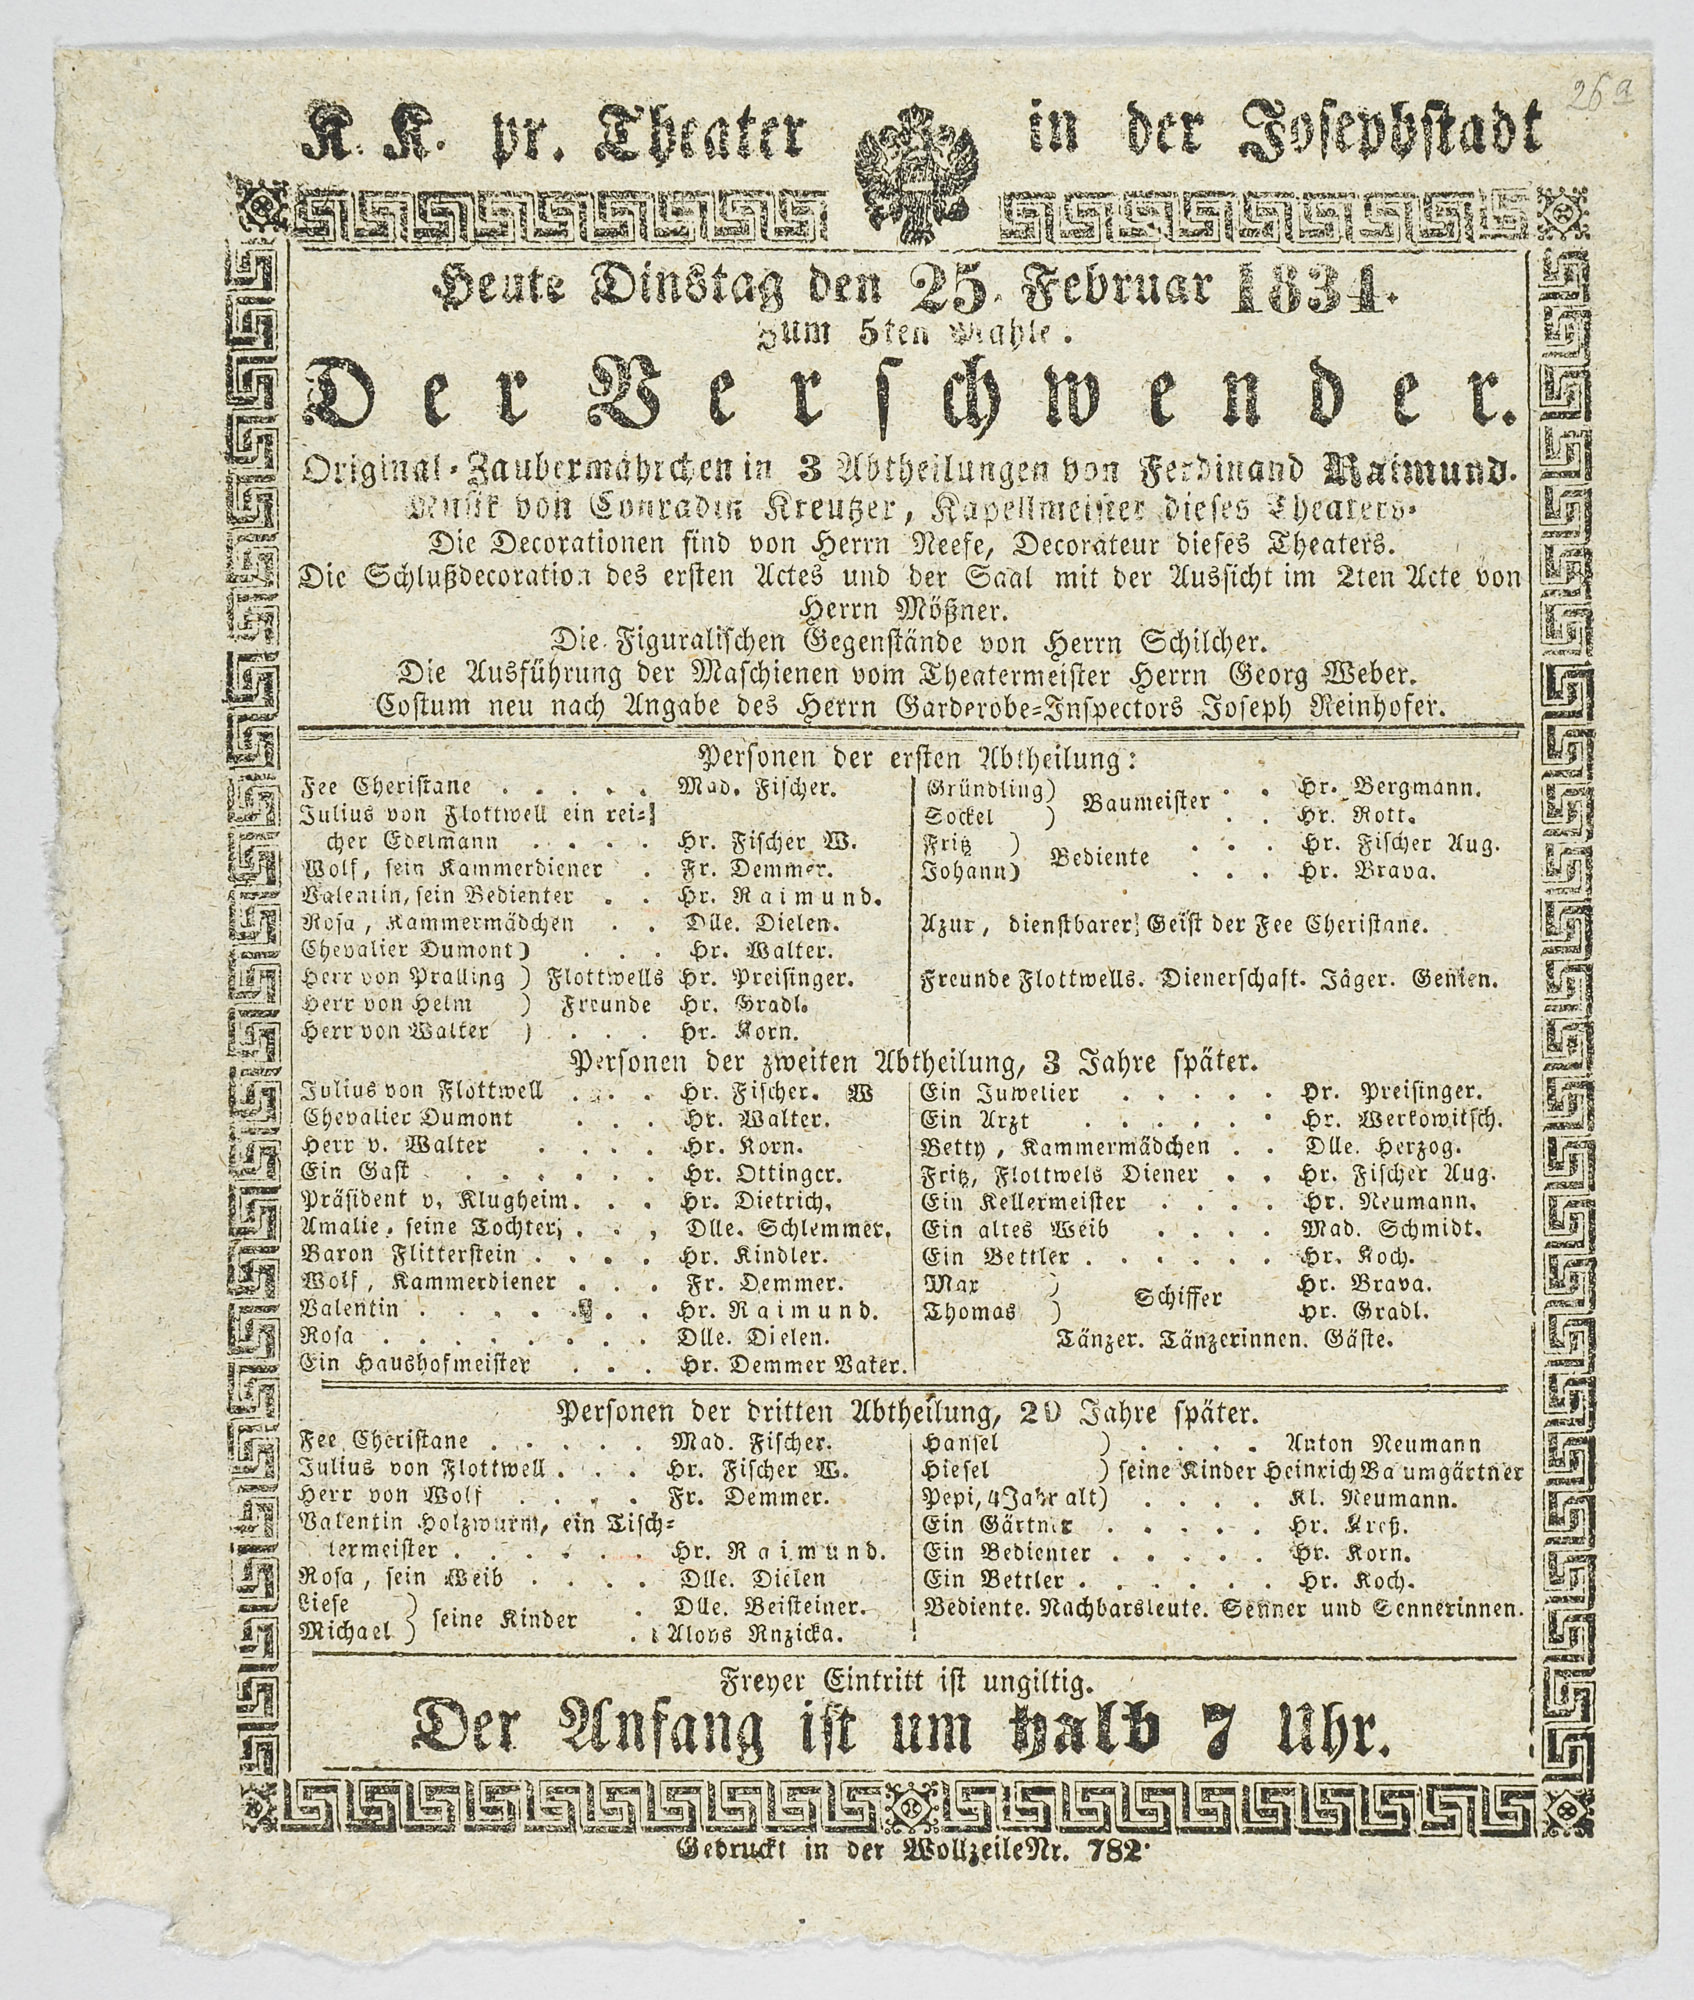 26a
K. K. pr. Theater in der Josephstadt
Heute Dinstag den 25. Februar 1834.
Zum 5ten Mahle.
Der Verschwender.
Original-Zaubermährchen in 3 Abtheilungen von Ferdinand Raimund.
Musik von Conradin Kreutzer, Kapellmeister dieses Theaters.
Die Decorationen sind von Herrn Neefe, Decorateur dieses Theaters.
Die Schlußdecoration des ersten Actes und der Saal mit der Aussicht im 2ten Acte von
Herrn Mößner.
Die Figuralischen Gegenstände von Herrn Schilcher.
Die Ausführung der Maschienen vom Theatermeister Herrn Georg Weber.
Costum neu nach Angabe des Herrn Garderobe-Inspectors Joseph Reinhofer.
Personen der ersten Abtheilung:
Fee Cheristane . . . . . Mad. Fischer.
Julius von Flottwell ein rei-
cher Edelmann . . . . Hr. Fischer W.
Wolf, sein Kammerdiener . Fr. Demmer.
Valentin, sein Bedienter . . Hr. Raimund.
Rosa, Kammermädchen . . Dlle. Dielen.
Chevalier Dumont) . . . Hr. Walter.
Herr von Pralling ) Flottwells Hr. Preisinger.
Herr von Helm ) Freunde Hr. Gradl.
Herr von Walter ) . . . Hr. Korn.
Gründling) Baumeister . . Hr. Bergmann.
Sockel ) . . Hr. Rott.
Fritz ) Bediente . . . Hr. Fischer Aug.
Johann) . . . Hr. Brava.
Azur, dienstbarer Geist der Fee Cheristane.
Freunde Flottwells. Dienerschaft. Jäger. Genien.
Personen der zweiten Abtheilung, 3 Jahre später.
Julius von Flottwell . . . Hr. Fischer. W
Chevalier Dumont . . . Hr. Walter.
Herr v. Walter . . . . Hr. Korn.
Ein Gast . . . . . . Hr. Ottinger.
Präsident v. Klugheim. . . Hr. Dietrich.
Amalie, seine Tochter, . . , Dlle. Schlemmer.
Baron Flitterstein . . . . Hr. Kindler.
Wolf, Kammerdiener . . . Fr. Demmer.
Valentin . . . . . . Hr. Raimund.
Rosa . . . . . . . Dlle. Dielen.
Ein Haushofmeister . . . Hr. Demmer Vater.
Ein Juwelier . . . . . Hr. Preisinger.
Ein Arzt . . . . . . Hr. Werkowitsch.
Betty, Kammermädchen . . Dlle. Herzog.
Fritz, Flottwels Diener . . Hr. Fischer Aug.
Ein Kellermeister . . . . Hr. Neumann.
Ein altes Weib . . . . Mad. Schmidt.
Ein Bettler . . . . . . Hr. Koch.
Max ) Schiffer Hr. Brava.
Thomas ) Hr. Gradl.
Tänzer. Tänzerinnen. Gäste.
Personen der dritten Abtheilung, 20 Jahre später.
Fee Cheristane . . . . . Mad. Fischer.
Julius von Flottwell . . . Hr. Fischer W.
Herr von Wolf . . . . Fr. Demmer.
Valentin Holzwurm, ein Tisch-
lermeister . . . . . . Hr. Raimund.
Rosa, sein Weib . . . . Dlle. Dielen
Liese ) seine Kinder . Dlle. Beisteiner.
Michael ) . Aloys Rnzicka.
Hansel ) . . . . Anton Neumann
Hiesel ) seine Kinder Heinrich Baumgärtner
Pepi, 4 Jahr alt) . . . . Kl. Neumann.
Ein Gärtner . . . . . Hr. Kreß.
Ein Bedienter . . . . . Hr. Korn.
Ein Bettler . . . . . . Hr. Koch.
Bediente. Nachbarsleute. Senner und Sennerinnen.
Freyer Eintritt ist ungiltig.
Der Anfang ist um halb 7 Uhr.
Gedruckt in der Wollzeile Nr. 782.